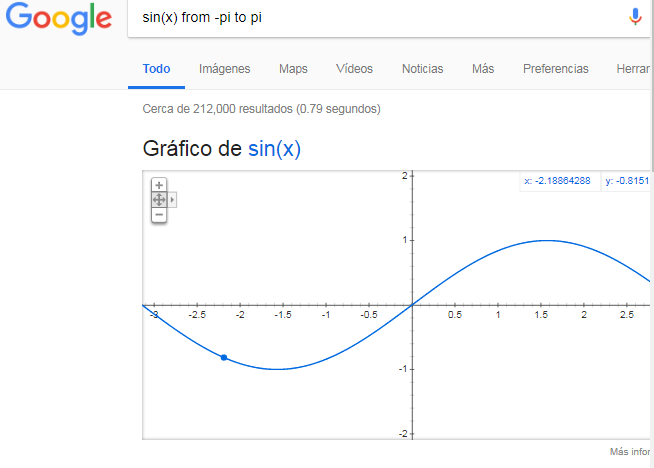 Google
sin(x) from -pi to pi
Todo Imágenes Maps Vídeos Noticias Más Preferencias Herrar
Cerca de 212,000 resultados (0.79 segundos)
Gráfico de sin(x)
x: -2.18864288 y: -0.8151
2
1
-3 -2.5 -2 -1.5 -1 -0.5 0 0.5 1 1.5 2 2.5
-1
-2
Más infor